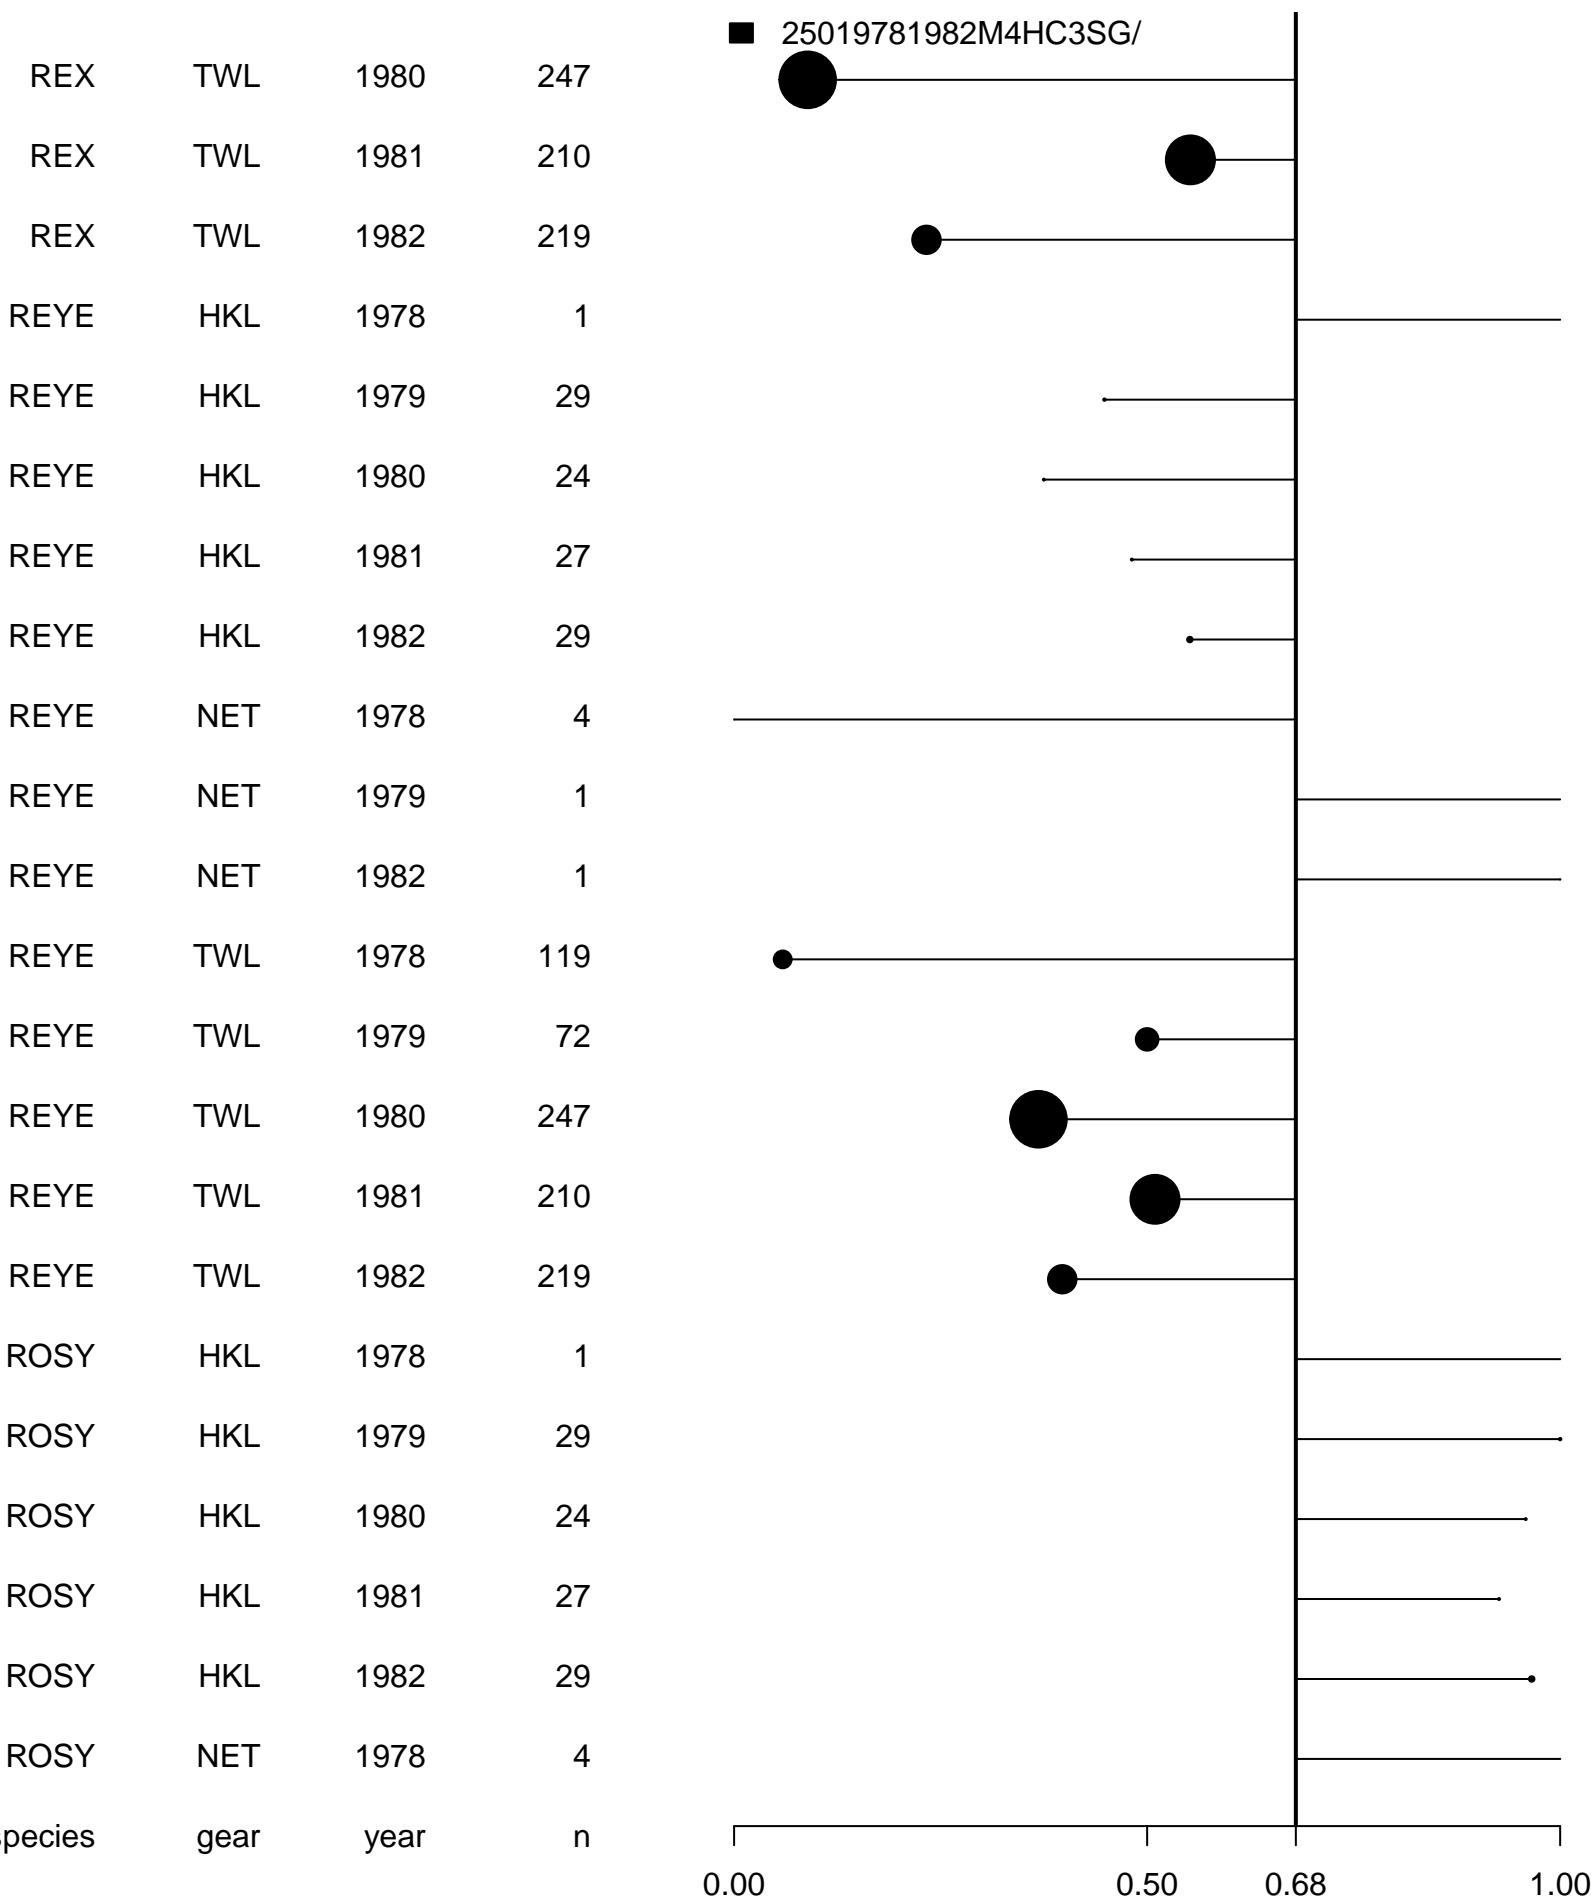 25019781982M4HC3SG/
REX TWL 1980 247
REX TWL 1981 210
REX TWL 1982 219
REYE HKL 1978 1
REYE HKL 1979 29
REYE HKL 1980 24
REYE HKL 1981 27
REYE HKL 1982 29
REYE NET 1978 4
REYE NET 1979 1
REYE NET 1982 1
REYE TWL 1978 119
REYE TWL 1979 72
REYE TWL 1980 247
REYE TWL 1981 210
REYE TWL 1982 219
ROSY HKL 1978 1
ROSY HKL 1979 29
ROSY HKL 1980 24
ROSY HKL 1981 27
ROSY HKL 1982 29
ROSY NET 1978 4
species gear year n
0.00 0.50 0.68 1.00